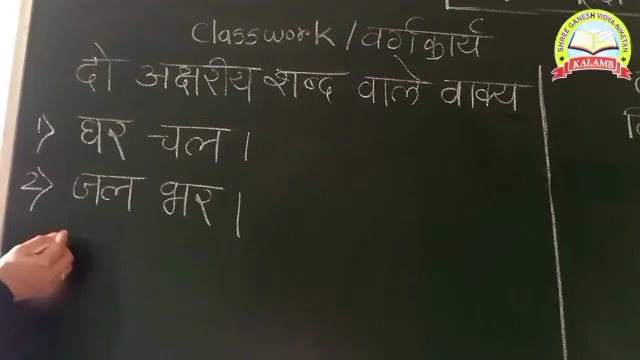 Classwork / वर्गकार्य
दो अक्षरीय शब्द वाले वाक्य
1) घर चल ।
2) जल भर ।
SHREE GANESH VIDYA NIKETAN
KALAMB